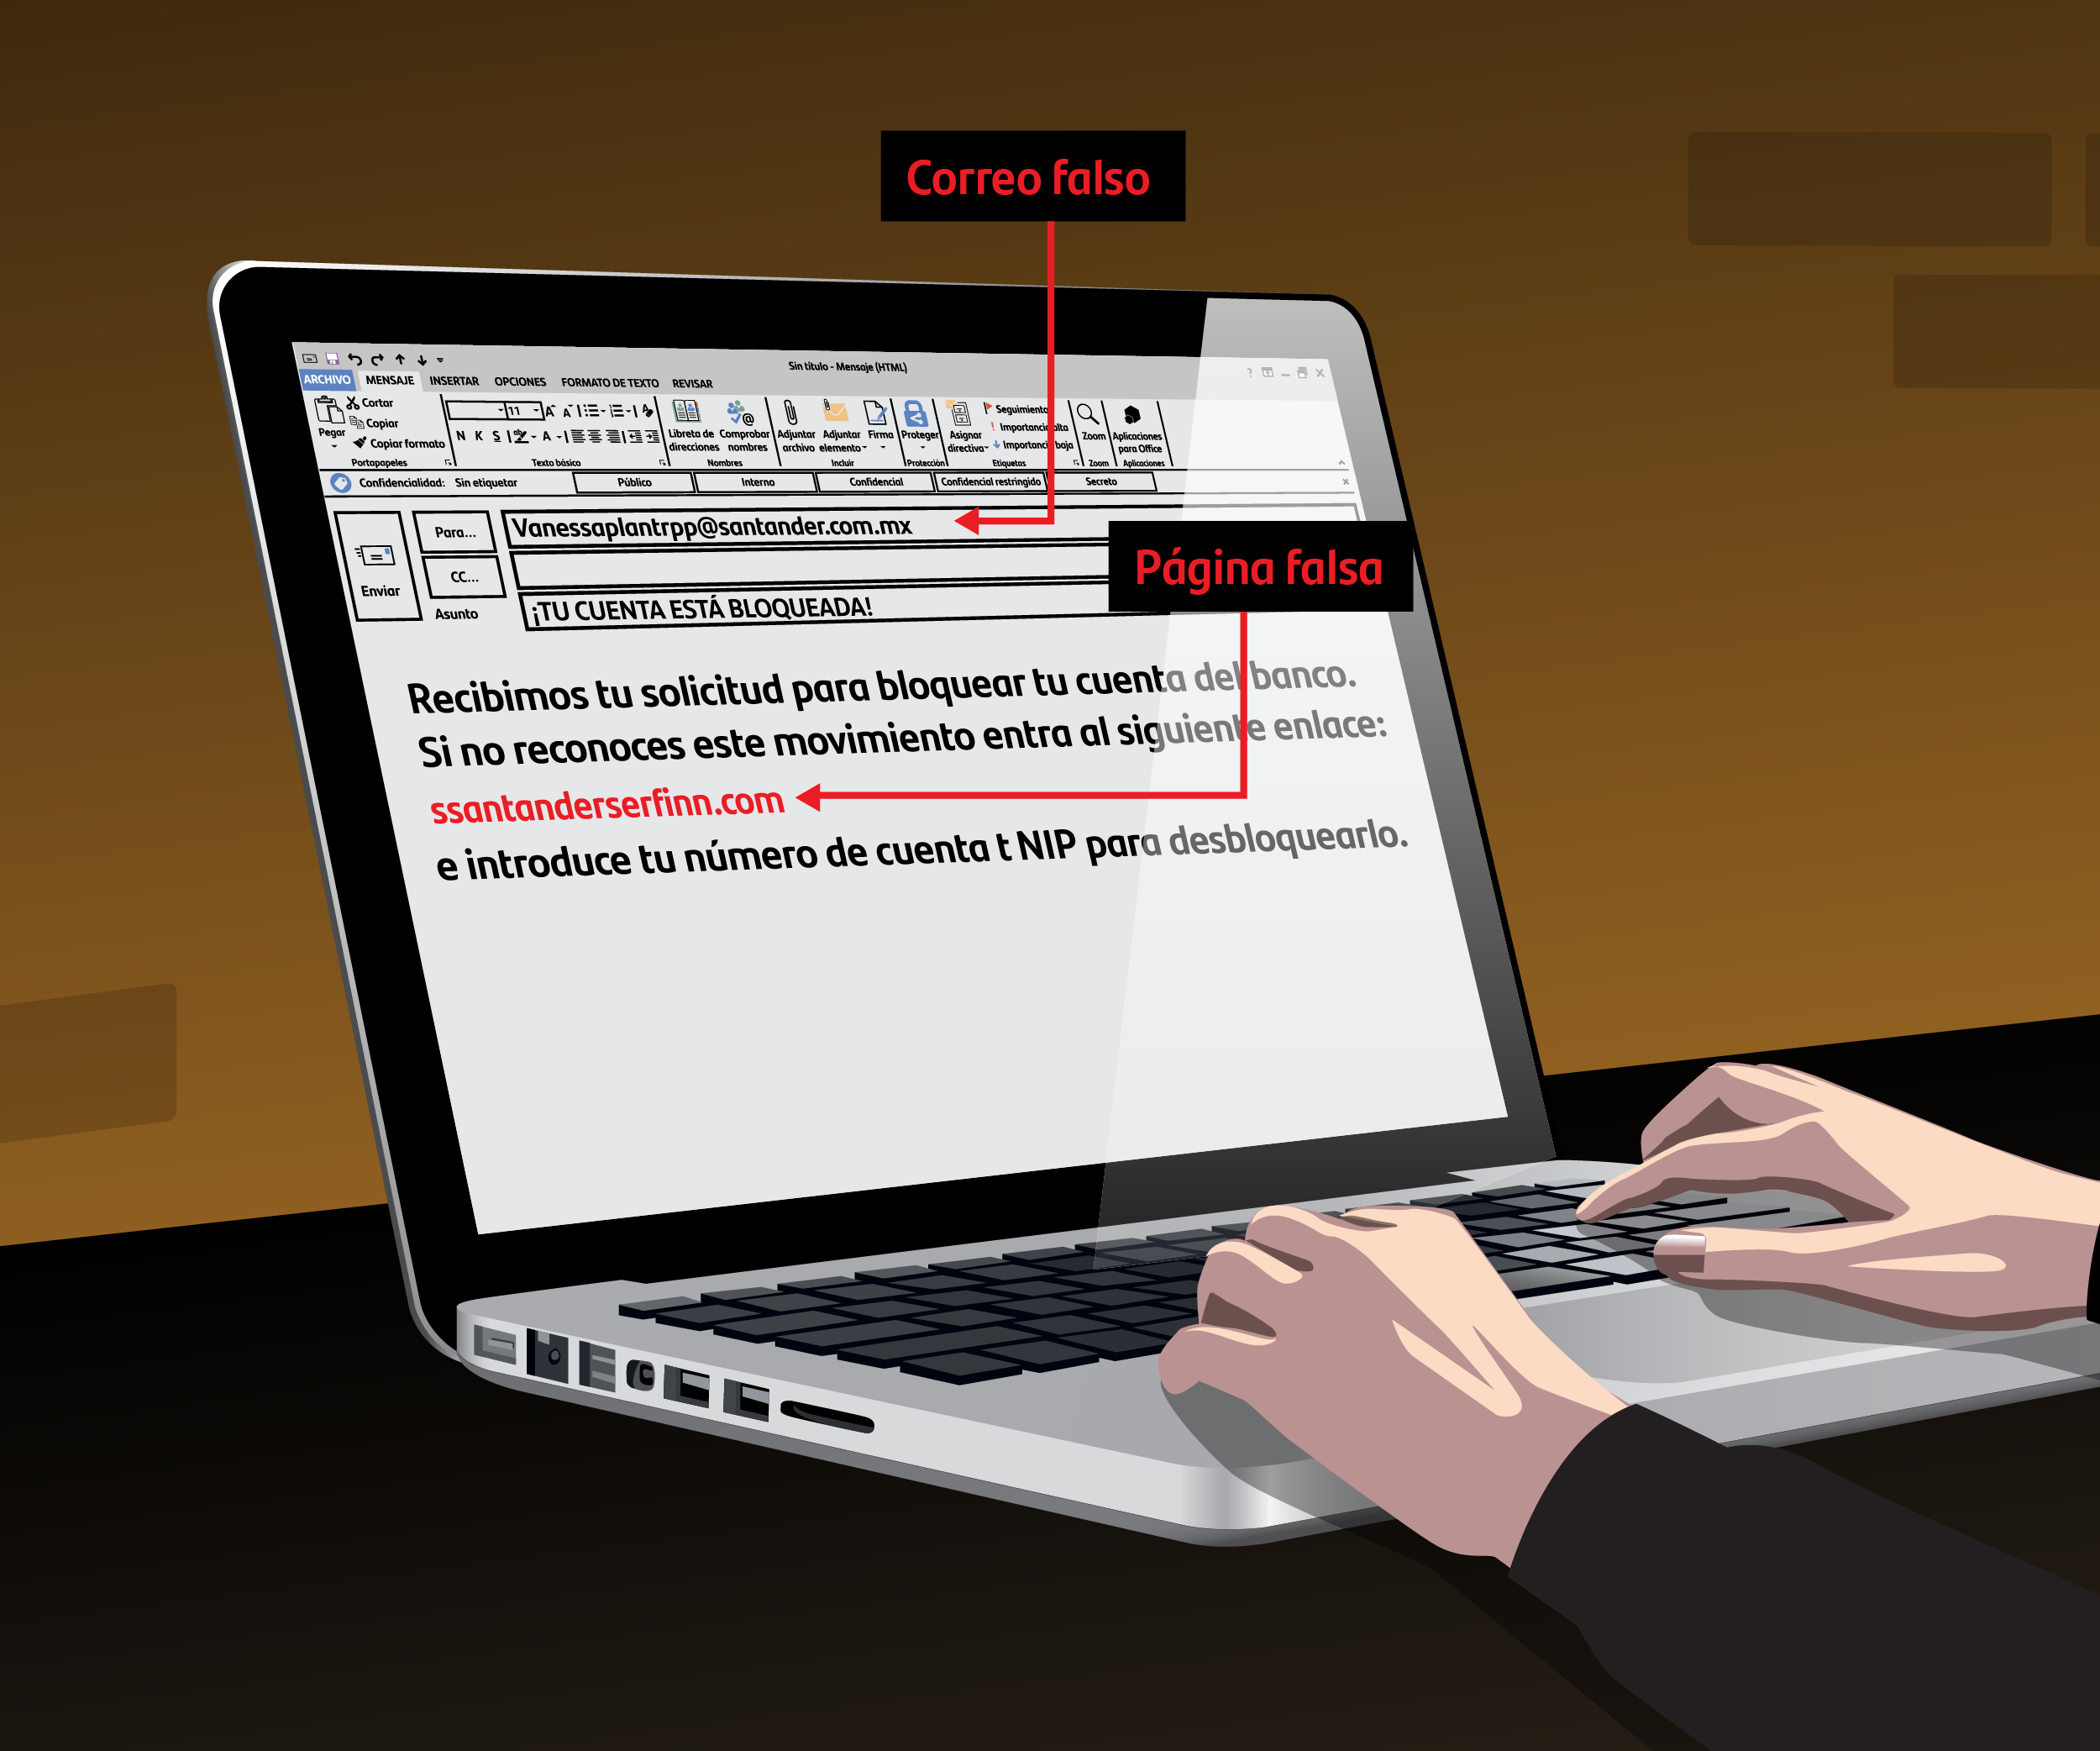 Correo falso
Sin título - Mensaje (HTML)
ARCHIVO MENSAJE INSERTAR OPCIONES FORMATO DE TEXTO REVISAR
Pegar
Cortar
Copiar
Copiar formato
Portapapeles
11
N K S
Texto básico
Libreta de direcciones
Comprobar nombres
Nombres
Adjuntar archivo
Adjuntar elemento
Firma
Incluir
Proteger
Protección
Asignar directiva
Seguimiento
Importancia alta
Importancia baja
Etiquetas
Zoom
Zoom
Aplicaciones para Office
Aplicaciones
Confidencialidad: Sin etiquetar Público Interno Confidencial Confidencial restringido Secreto
Enviar
Para... Vanessaplantrpp@santander.com.mx
CC...
Página falsa
Asunto ¡TU CUENTA ESTÁ BLOQUEADA!
Recibimos tu solicitud para bloquear tu cuenta del banco.
Si no reconoces este movimiento entra al siguiente enlace:
ssantanderserfinn.com
e introduce tu número de cuenta t NIP para desbloquearlo.